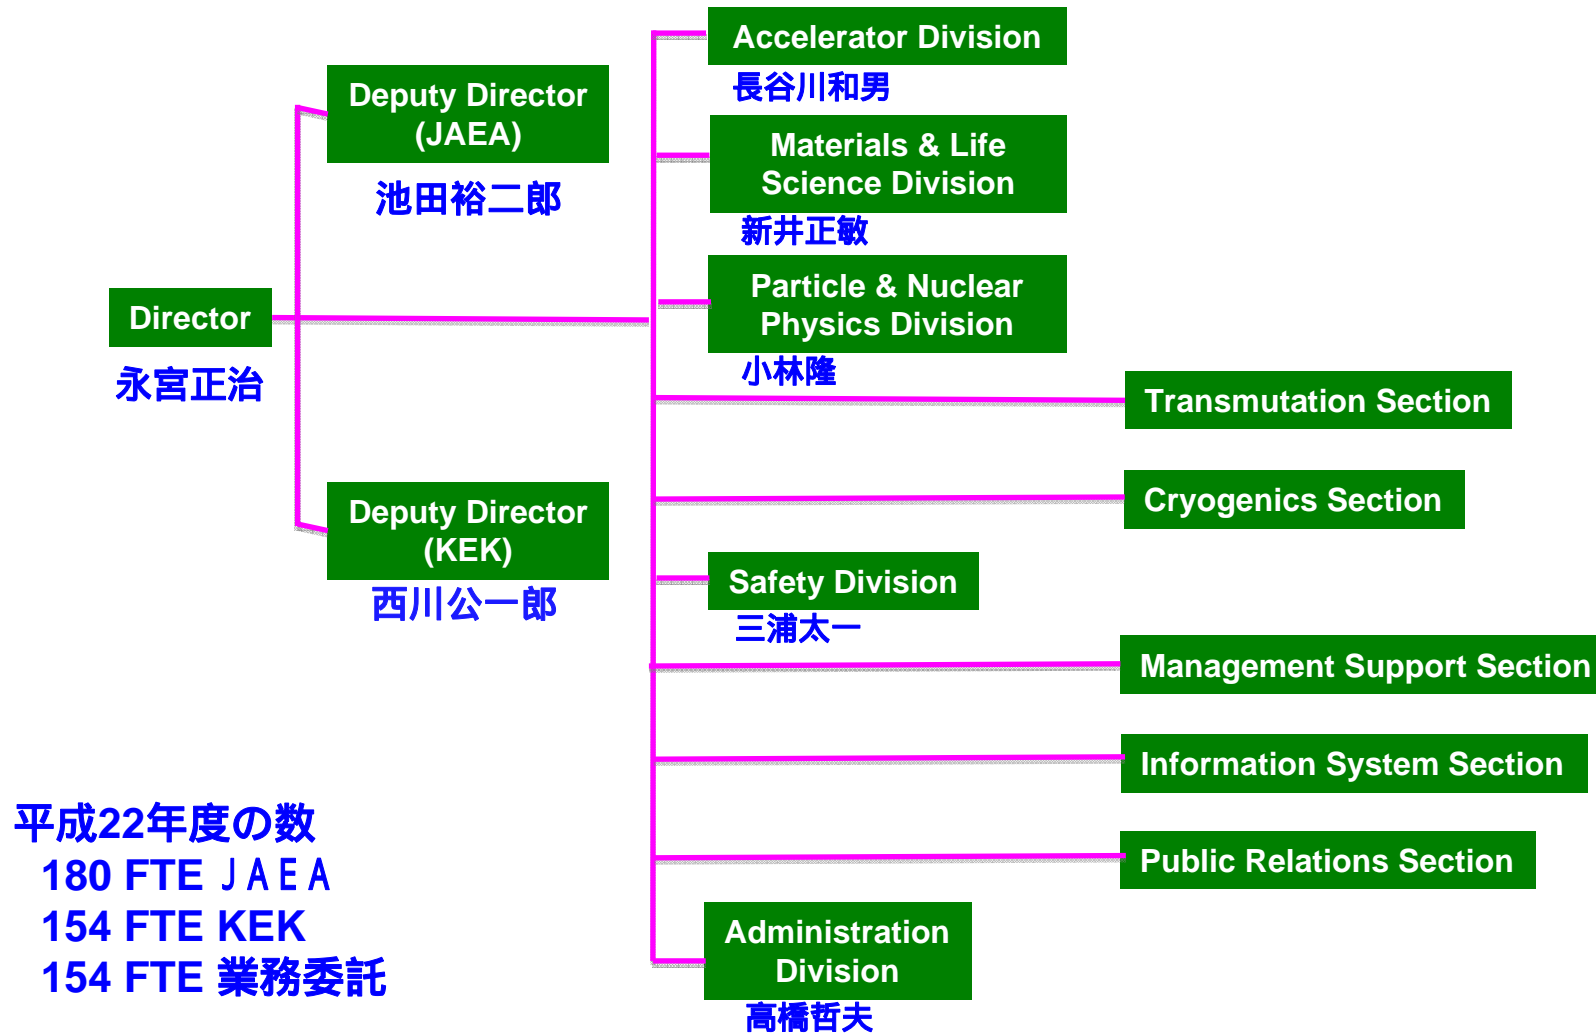 Director
永宮正治
Deputy Director
(JAEA)
池田裕二郎
Deputy Director
(KEK)
西川公一郎
Accelerator Division
長谷川和男
Materials & Life
Science Division
新井正敏
Particle & Nuclear
Physics Division
小林隆
Transmutation Section
Cryogenics Section
Safety Division
三浦太一
Management Support Section
Information System Section
Public Relations Section
Administration
Division
高橋哲夫
平成22年度の数
180 FTE ＪＡＥＡ
154 FTE KEK
154 FTE 業務委託